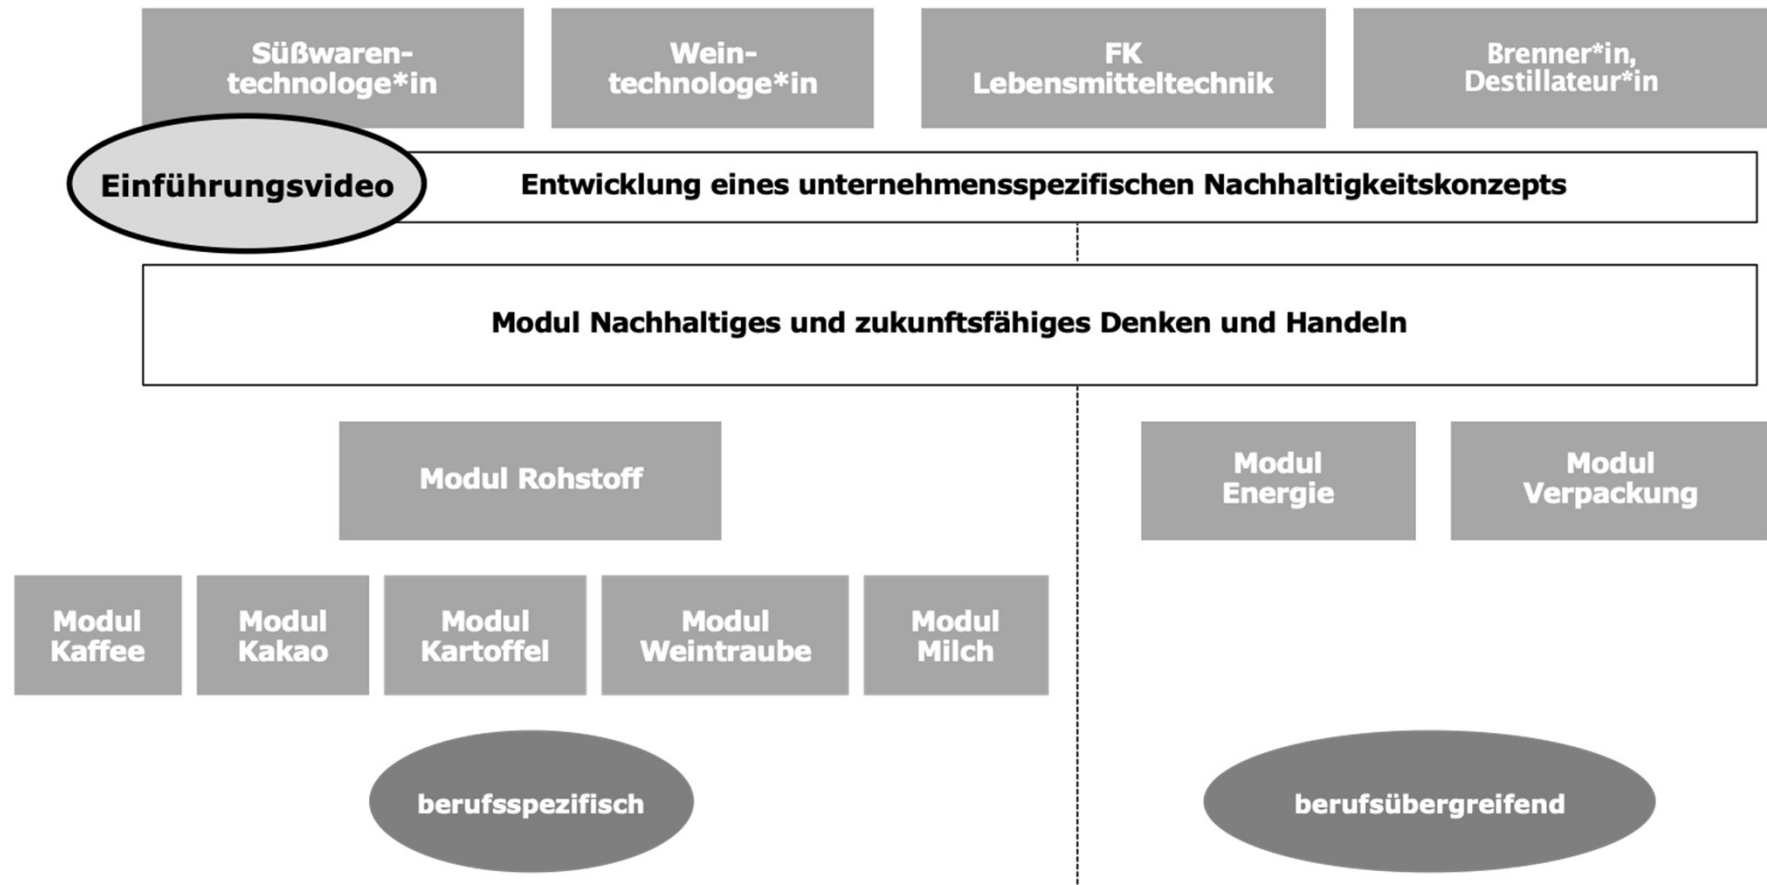 Süßwaren-
technologe*in
Wein-
technologe*in
FK
Lebensmitteltechnik
Brenner*in,
Destillateur*in
Einführungsvideo
Entwicklung eines unternehmensspezifischen Nachhaltigkeitskonzepts
Modul Nachhaltiges und zukunftsfähiges Denken und Handeln
Modul Rohstoff
Modul
Energie
Modul
Verpackung
Modul
Kaffee
Modul
Kakao
Modul
Kartoffel
Modul
Weintraube
Modul
Milch
berufsspezifisch
berufsübergreifend